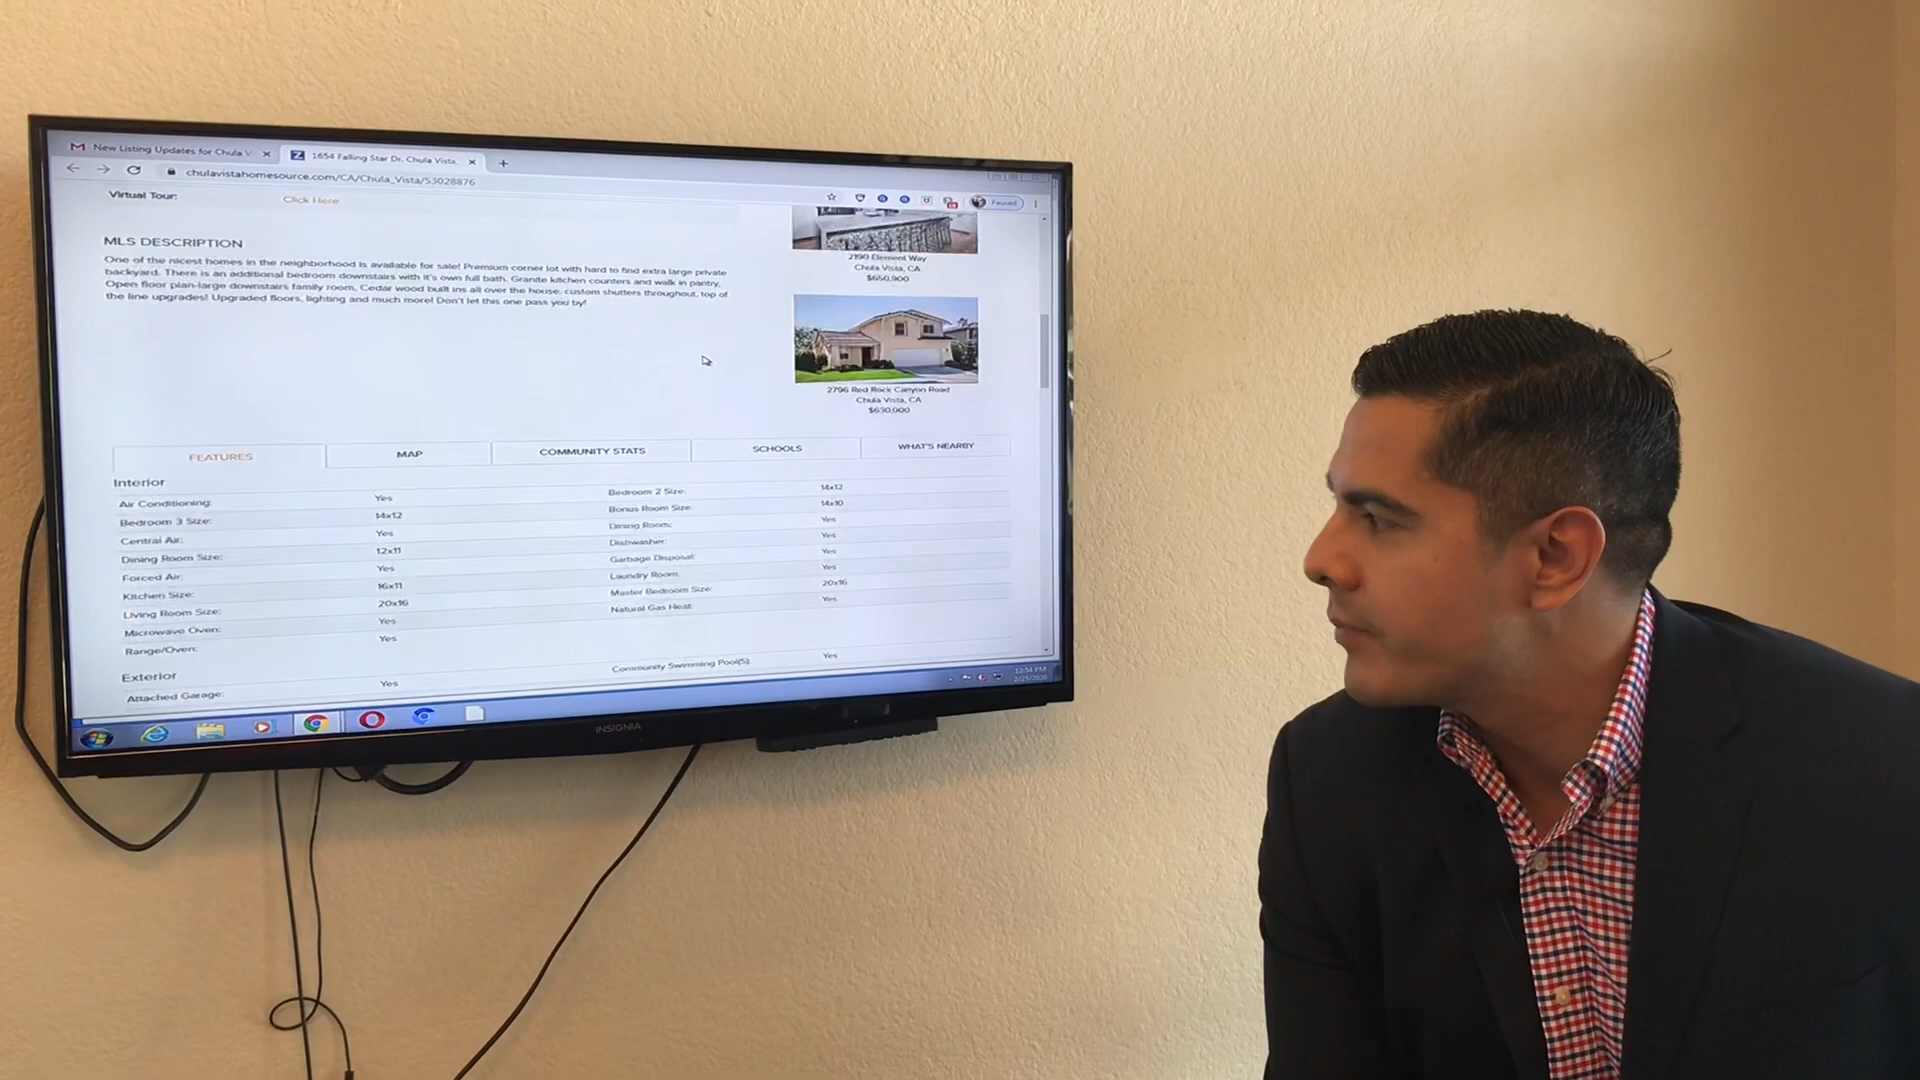 New Listing Updates for Chula V
1654 Falling Star Dr. Chula Vista,
chulavistahomesource.com/CA/Chula_Vista/53028876
Paused
Virtual Tour:
Click Here
MLS DESCRIPTION
One of the nicest homes in the neighborhood is available for sale! Premium corner lot with hard to find extra large private
backyard. There is an additional bedroom downstairs with it's own full bath. Granite kitchen counters and walk in pantry,
Open floor plan-large downstairs family room, Cedar wood built ins all over the house, custom shutters throughout, top of
the line upgrades! Upgraded floors, lighting and much more! Don't let this one pass you by!
2190 Element Way
Chula Vista, CA
$650,000
2796 Red Rock Canyon Road
Chula Vista, CA
$630,000
FEATURES
MAP
COMMUNITY STATS
SCHOOLS
WHAT'S NEARBY
Interior
Air Conditioning: Yes
Bedroom 3 Size: 14x12
Central Air: Yes
Dining Room Size: 12x11
Forced Air: Yes
Kitchen Size: 16x11
Living Room Size: 20x16
Microwave Oven: Yes
Range/Oven: Yes
Bedroom 2 Size: 14x12
Bonus Room Size: 14x10
Dining Room: Yes
Dishwasher: Yes
Garbage Disposal: Yes
Laundry Room: Yes
Master Bedroom Size: 20x16
Natural Gas Heat: Yes
Exterior
Attached Garage: Yes
Community Swimming Pool(S): Yes
12:54 PM
2/25/2020
INSIGNIA